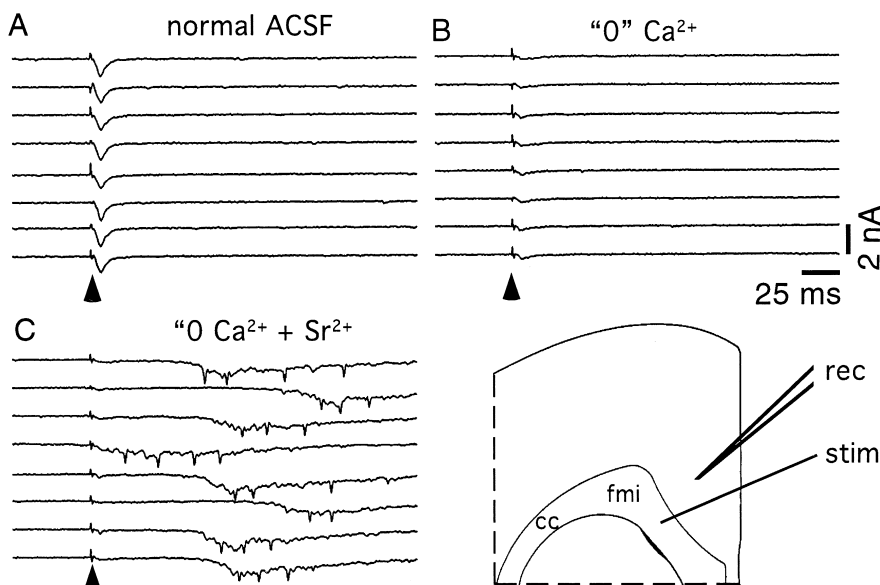 A
normal ACSF
B
“0” Ca²⁺
2 nA
25 ms
C
“0 Ca²⁺ + Sr²⁺
rec
stim
fmi
cc